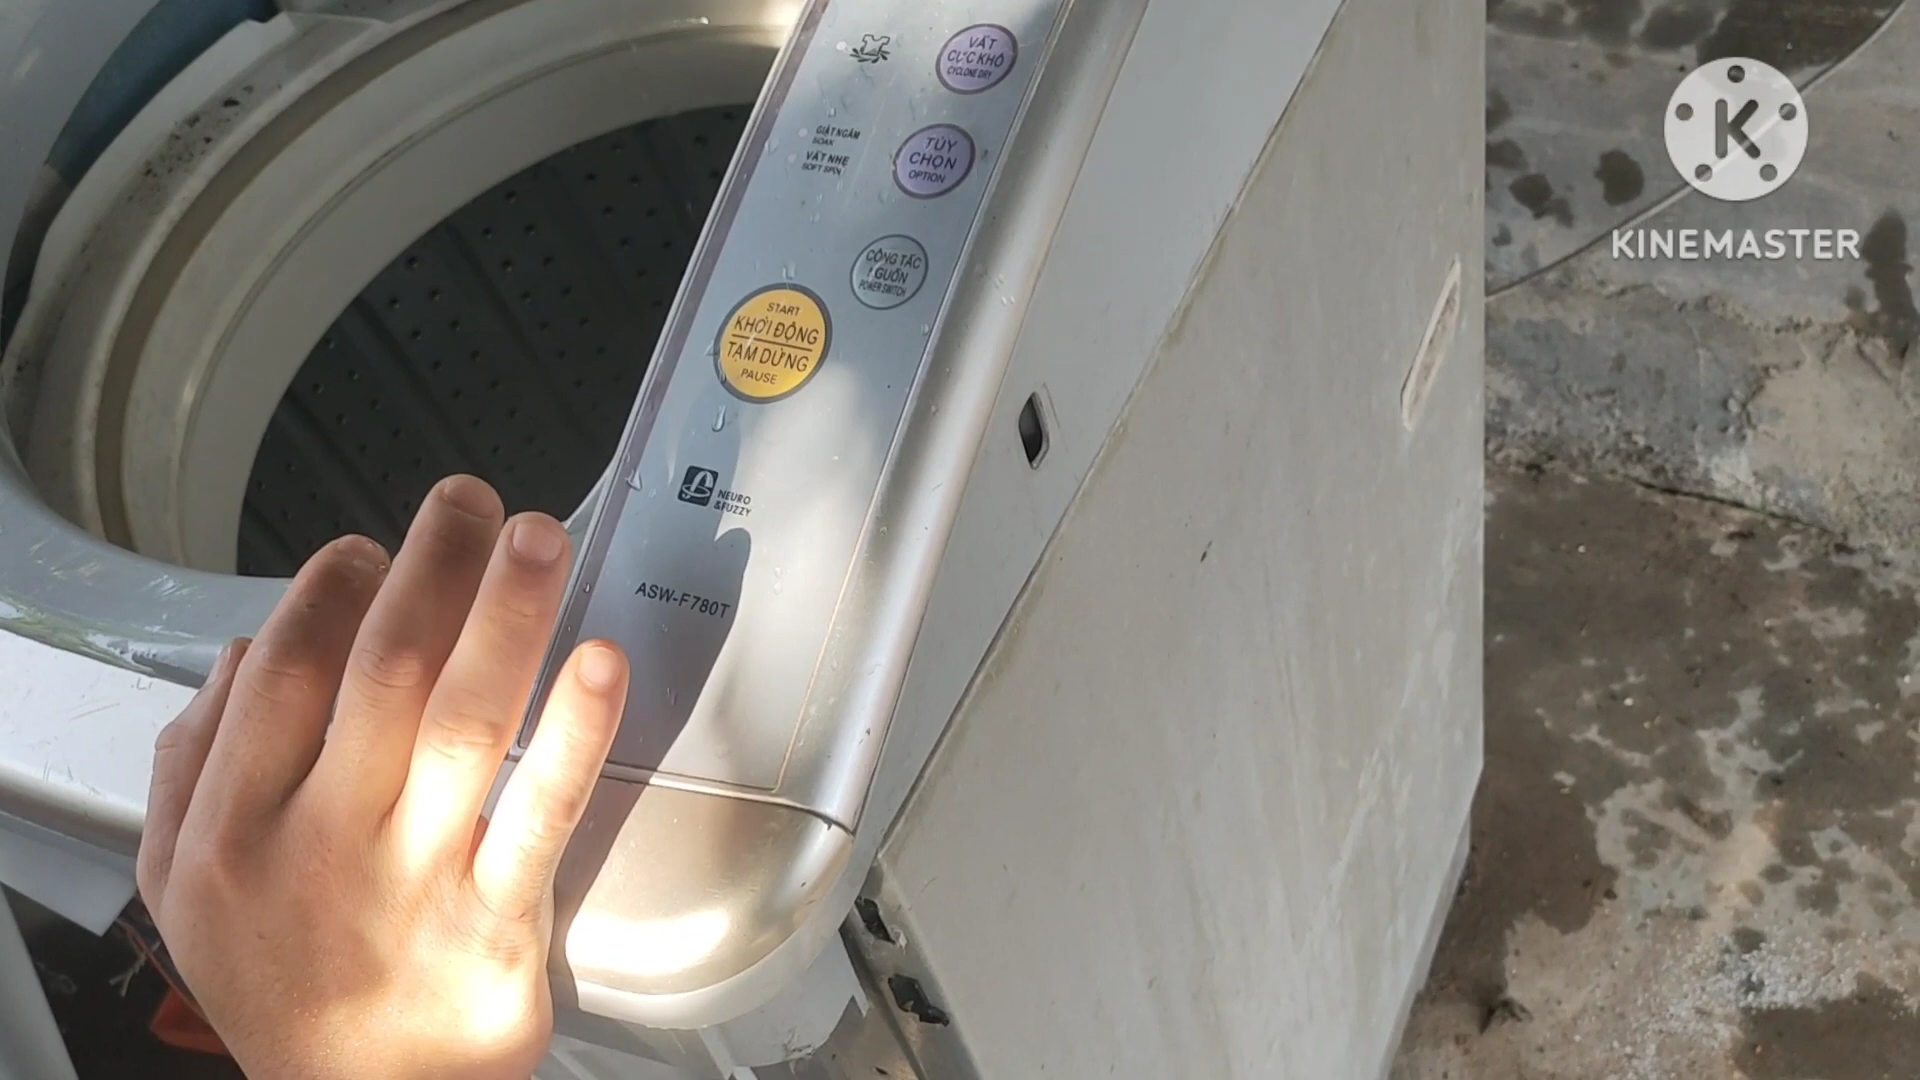 VẮT
CỰC KHÔ
CYCLONE DRY
GIẶT NGÂM
SOAK
VẮT NHẸ
SOFT SPIN
TÙY
CHỌN
OPTION
CÔNG TẮC
NGUỒN
POWER SWITCH
START
KHỞI ĐỘNG
TẠM DỪNG
PAUSE
NEURO
&FUZZY
ASW-F780T
K
KINEMASTER